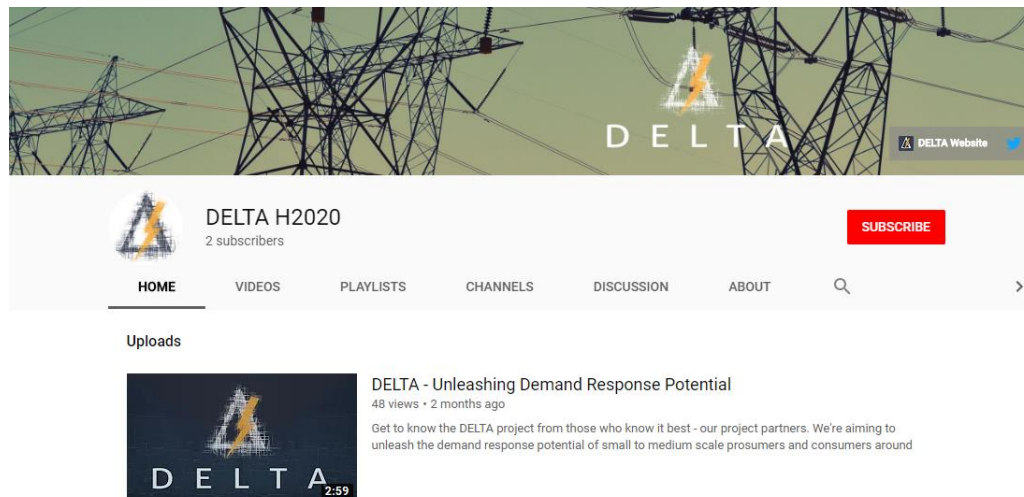 DELTA
DELTA Website
DELTA H2020
2 subscribers
SUBSCRIBE
HOME VIDEOS PLAYLISTS CHANNELS DISCUSSION ABOUT
Uploads
DELTA - Unleashing Demand Response Potential
48 views • 2 months ago
Get to know the DELTA project from those who know it best - our project partners. We're aiming to
unleash the demand response potential of small to medium scale prosumers and consumers around
DELTA
2:59